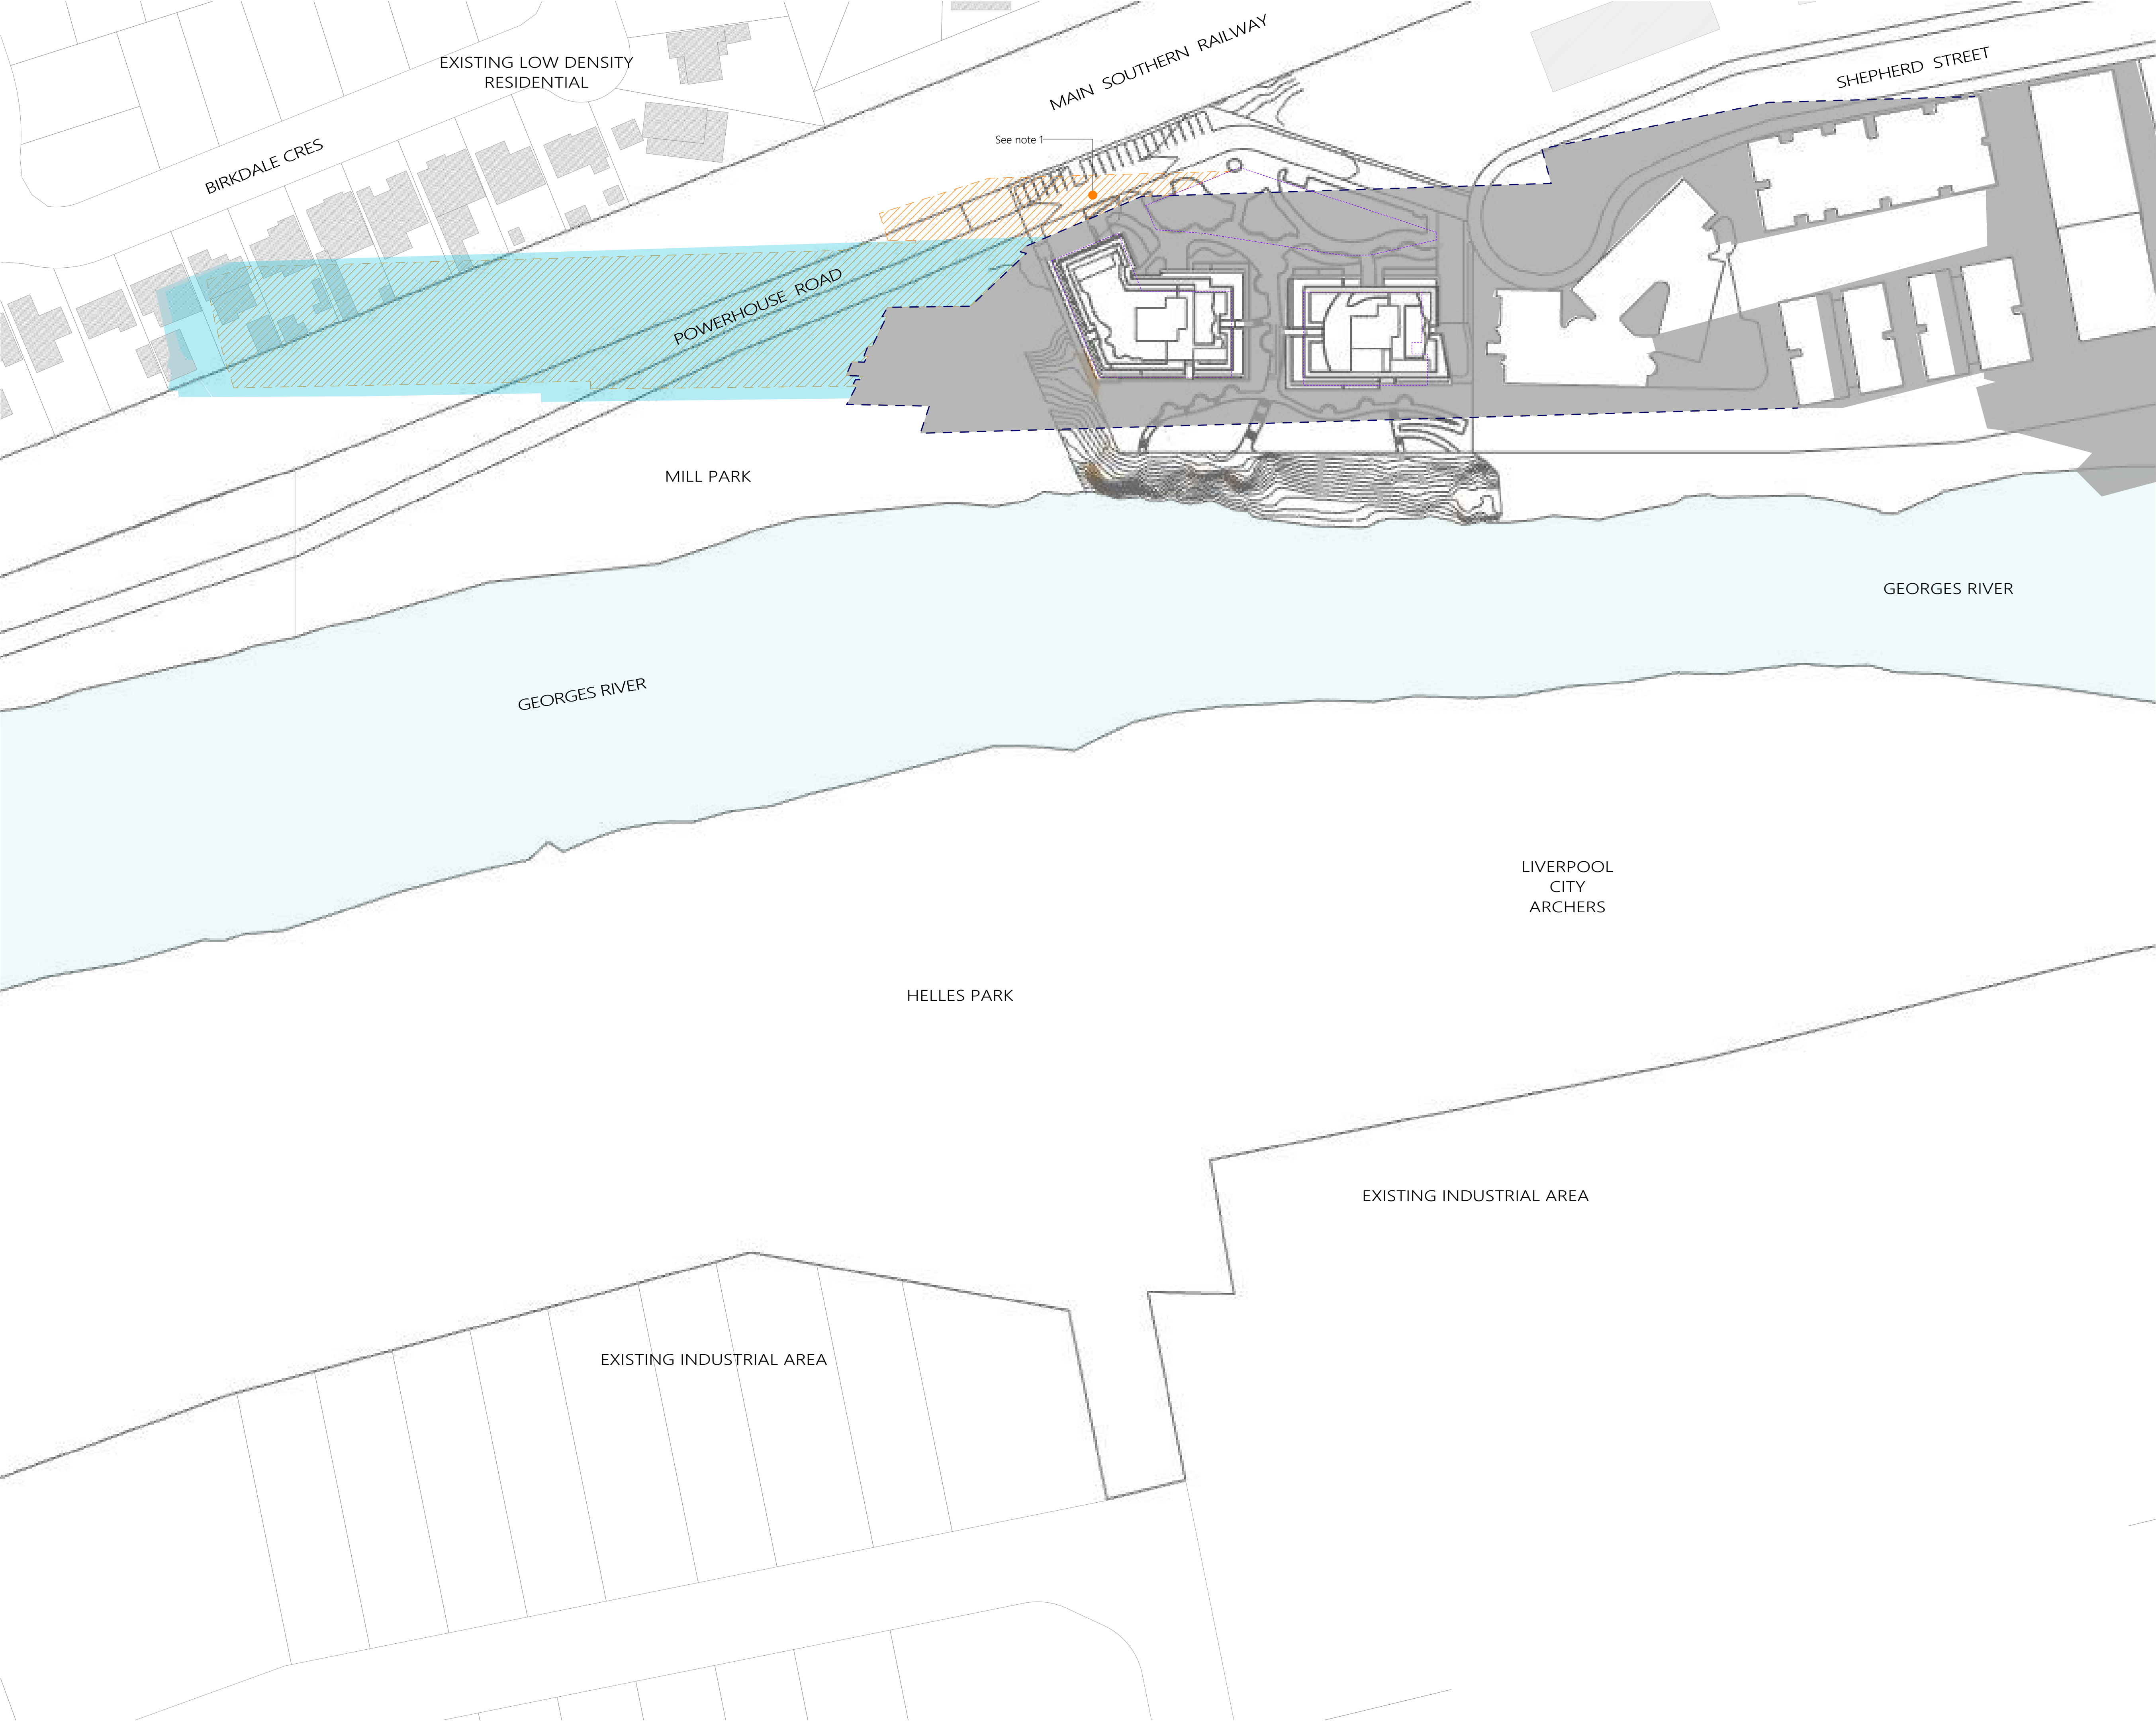 MAIN SOUTHERN RAILWAY
SHEPHERD STREET
EXISTING LOW DENSITY
RESIDENTIAL
See note 1
BIRKDALE CRES
POWERHOUSE ROAD
MILL PARK
GEORGES RIVER
GEORGES RIVER
LIVERPOOL
CITY
ARCHERS
HELLES PARK
EXISTING INDUSTRIAL AREA
EXISTING INDUSTRIAL AREA